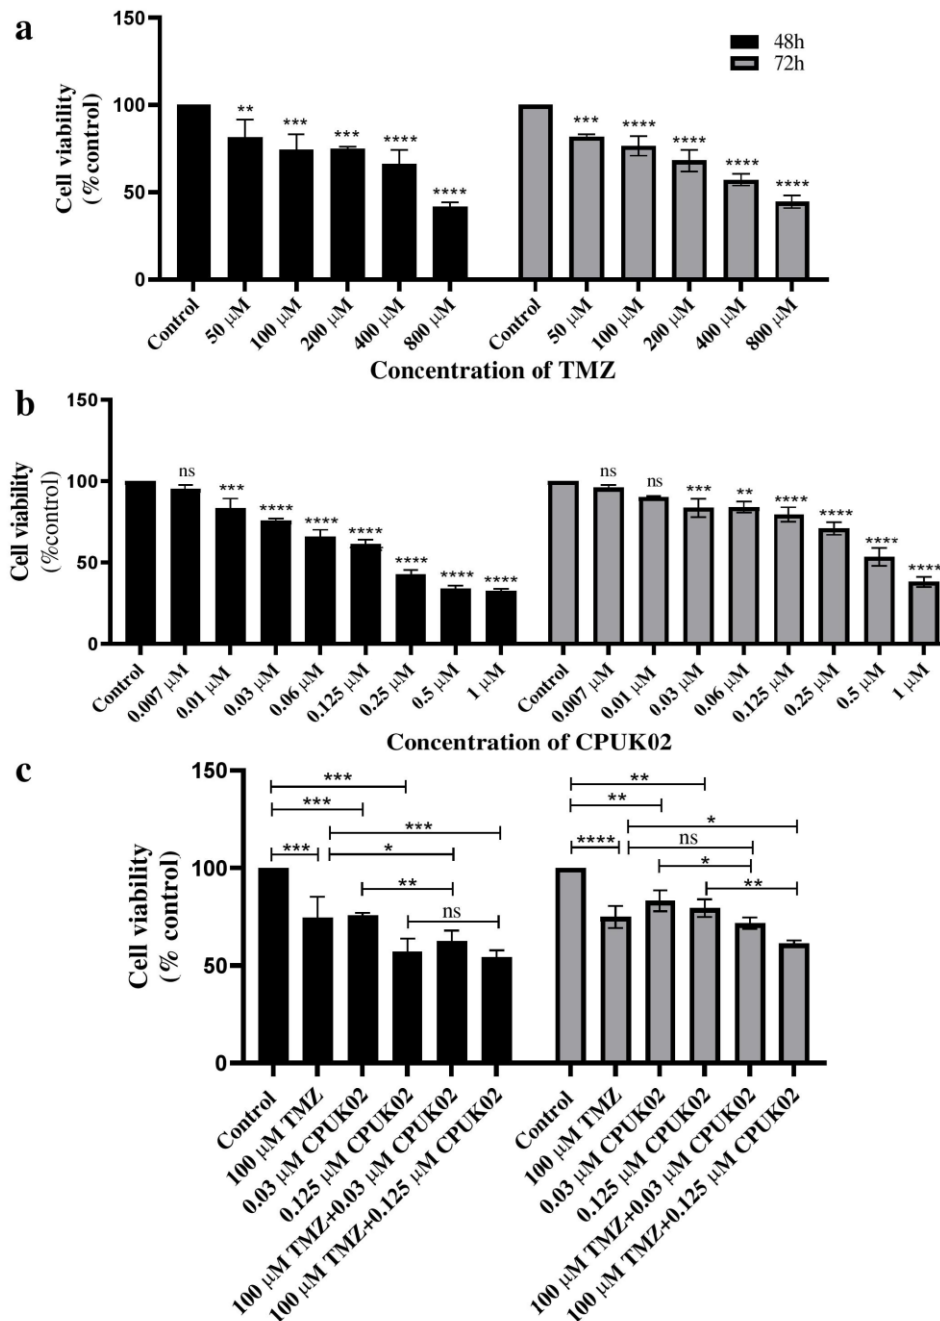 a
150
100
50
0
Cell viability
(%control)
48h
72h
** *** *** **** ****
*** **** **** **** ****
Control 50 μM 100 μM 200 μM 400 μM 800 μM
Control 50 μM 100 μM 200 μM 400 μM 800 μM
Concentration of TMZ
b
150
100
50
0
Cell viability
(%control)
ns *** **** **** **** **** **** ****
ns ns *** ** **** **** **** ****
Control 0.007 μM 0.01 μM 0.03 μM 0.06 μM 0.125 μM 0.25 μM 0.5 μM 1 μM
Control 0.007 μM 0.01 μM 0.03 μM 0.06 μM 0.125 μM 0.25 μM 0.5 μM 1 μM
Concentration of CPUK02
c
150
100
50
0
Cell viability
(% control)
***
***
***
*** *
**
ns
**
**
*
**** ns
*
**
Control
100 μM TMZ
0.03 μM CPUK02
0.125 μM CPUK02
100 μM TMZ+0.03 μM CPUK02
100 μM TMZ+0.125 μM CPUK02
Control
100 μM TMZ
0.03 μM CPUK02
0.125 μM CPUK02
100 μM TMZ+0.03 μM CPUK02
100 μM TMZ+0.125 μM CPUK02